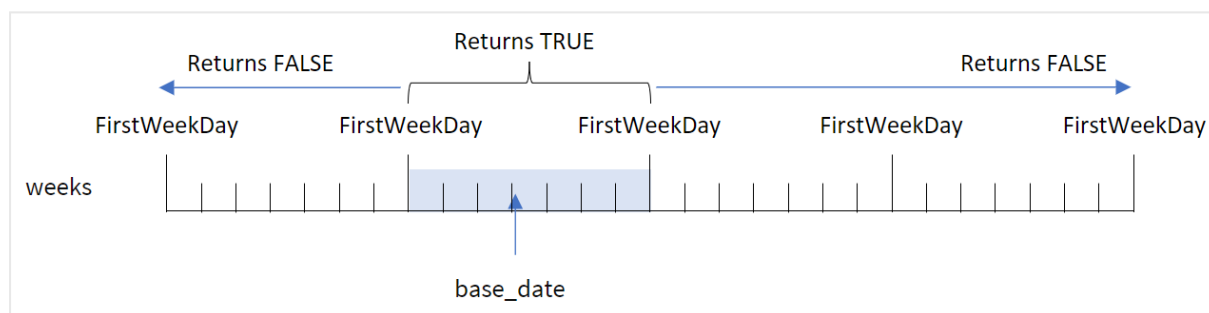 Returns TRUE
Returns FALSE
Returns FALSE
FirstWeekDay FirstWeekDay FirstWeekDay FirstWeekDay FirstWeekDay
weeks
base_date